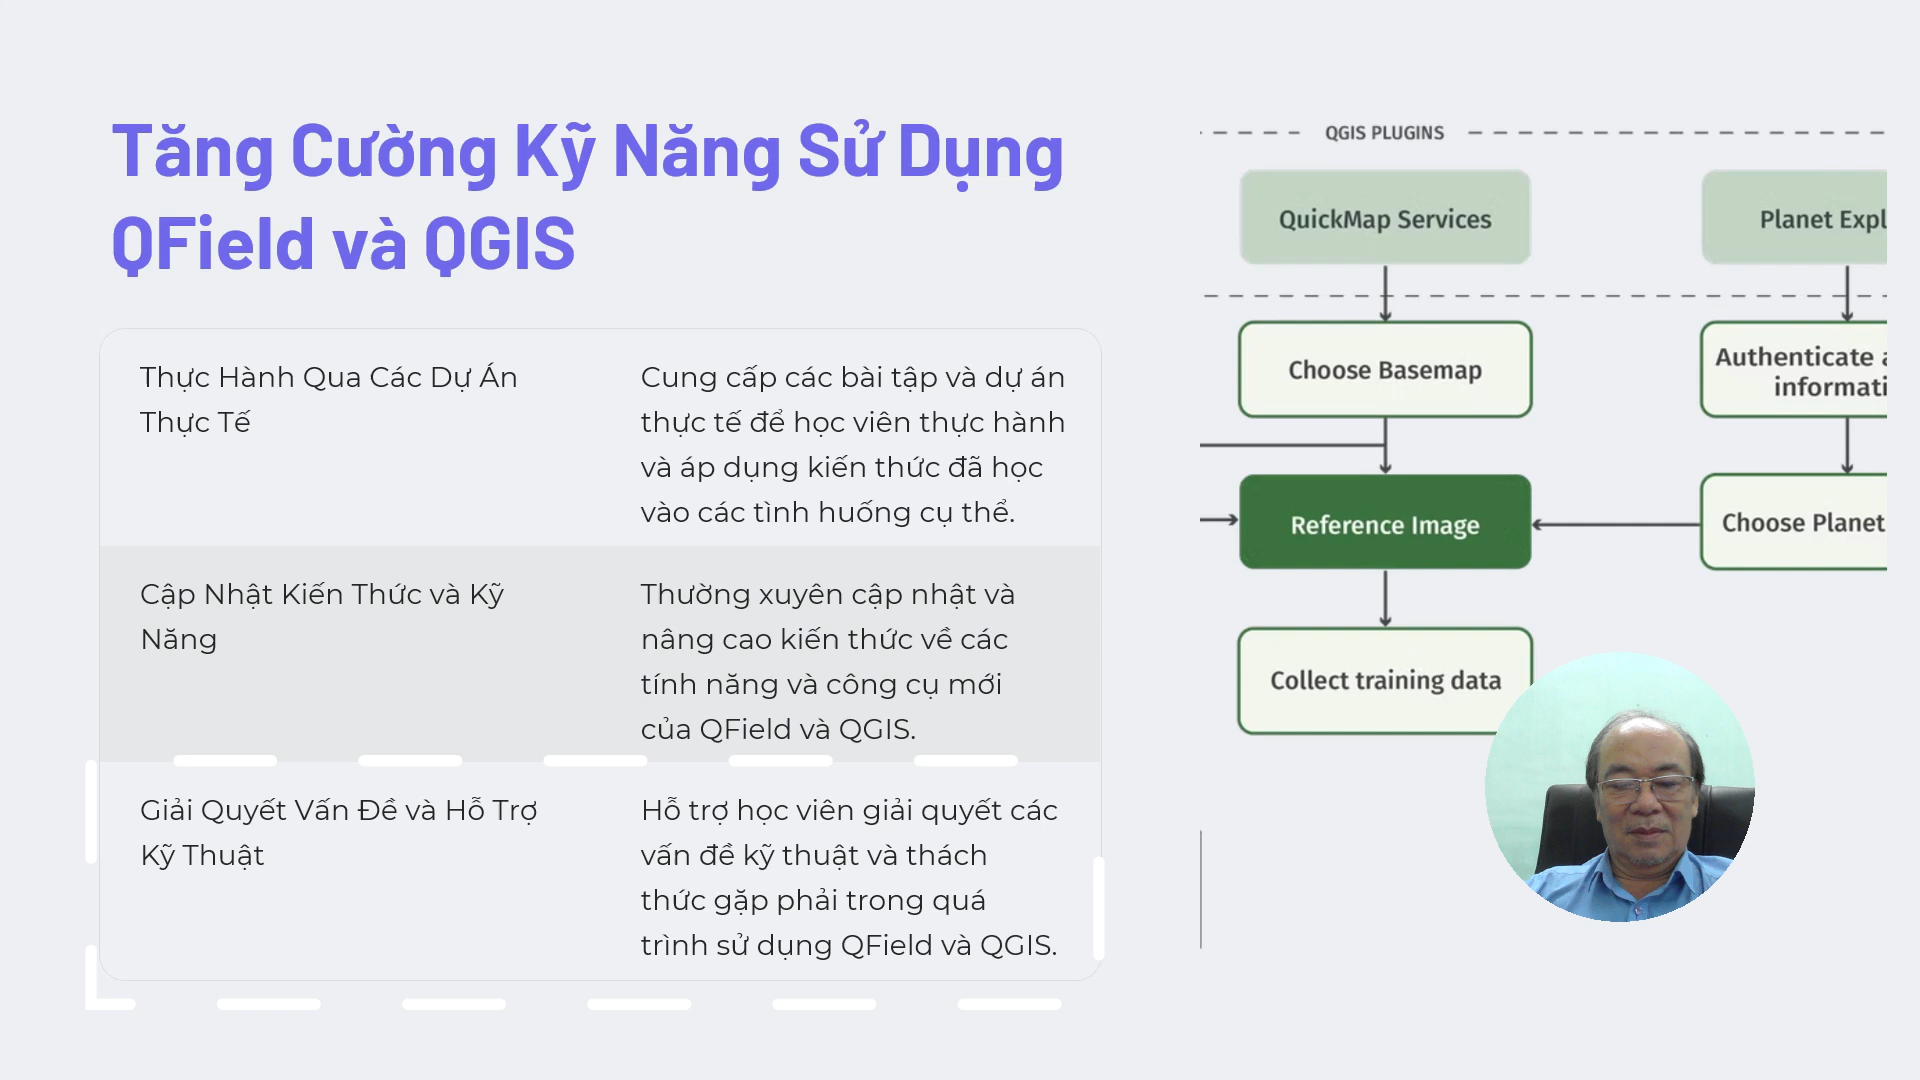 Tăng Cường Kỹ Năng Sử Dụng
QField và QGIS
Thực Hành Qua Các Dự Án
Thực Tế
Cung cấp các bài tập và dự án
thực tế để học viên thực hành
và áp dụng kiến thức đã học
vào các tình huống cụ thể.
Cập Nhật Kiến Thức và Kỹ
Năng
Thường xuyên cập nhật và
nâng cao kiến thức về các
tính năng và công cụ mới
của QField và QGIS.
Giải Quyết Vấn Đề và Hỗ Trợ
Kỹ Thuật
Hỗ trợ học viên giải quyết các
vấn đề kỹ thuật và thách
thức gặp phải trong quá
trình sử dụng QField và QGIS.
QGIS PLUGINS
QuickMap Services
Planet Expl
Choose Basemap
Authenticate
informati
Reference Image
Choose Planet
Collect training data